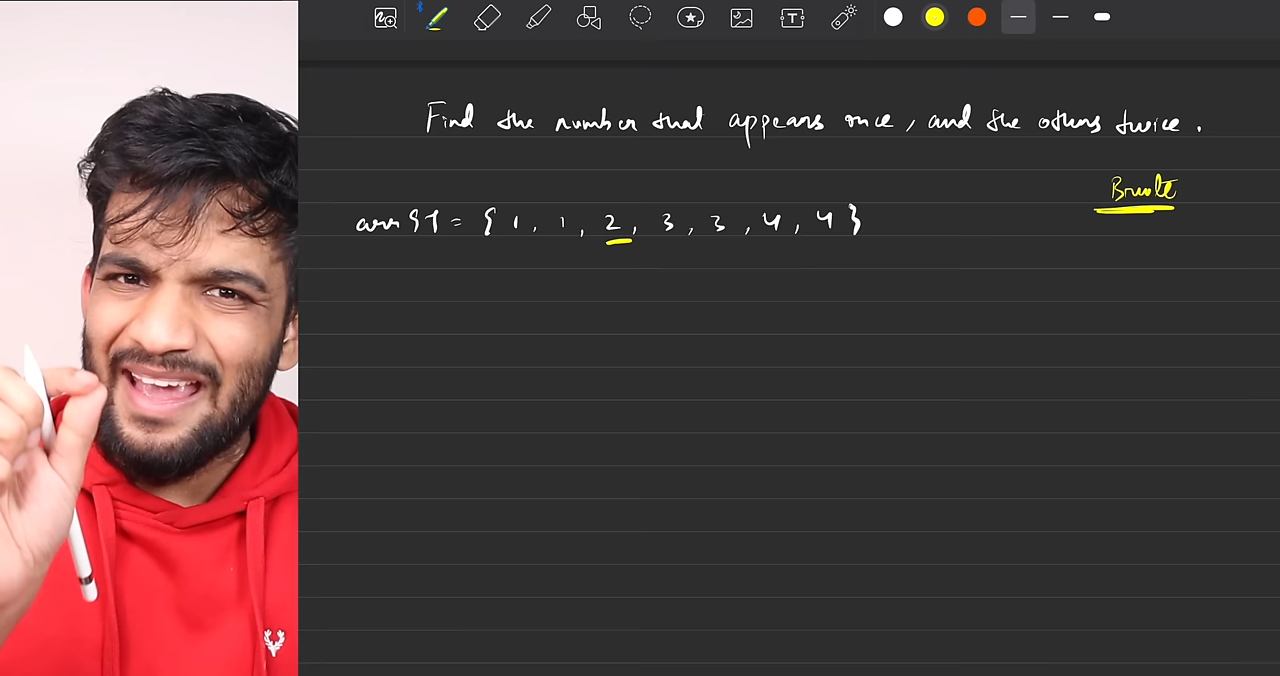 Find the number that appears once, and the others twice.
Brute
arr[] = { 1, 1, 2, 3, 3, 4, 4 }